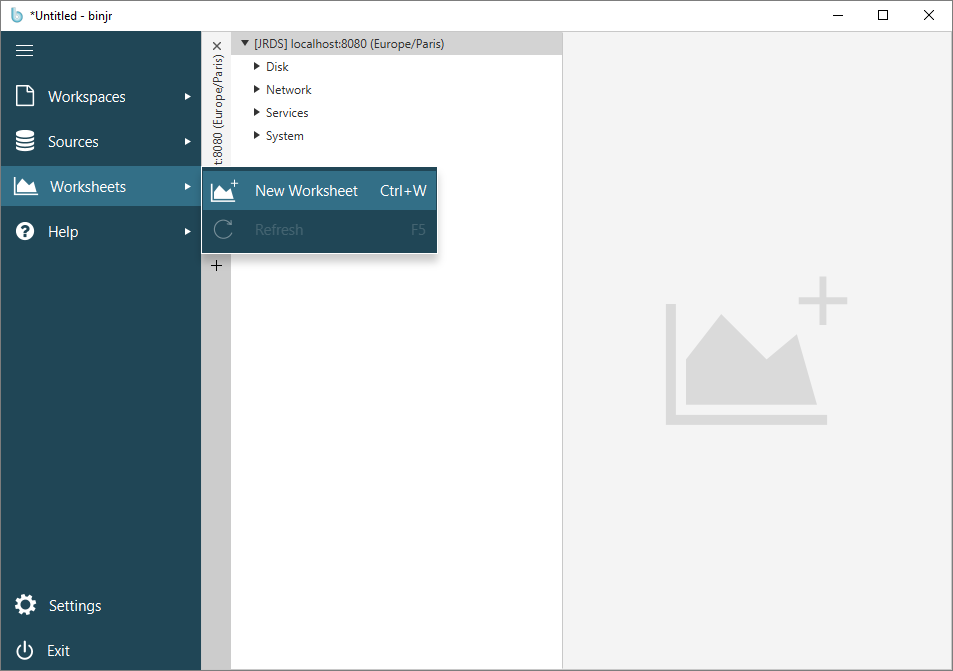 *Untitled - binjr
Workspaces
Sources
Worksheets
Help
Settings
Exit
t:8080 (Europe/Paris)
[JRDS] localhost:8080 (Europe/Paris)
Disk
Network
Services
System
New Worksheet Ctrl+W
Refresh F5